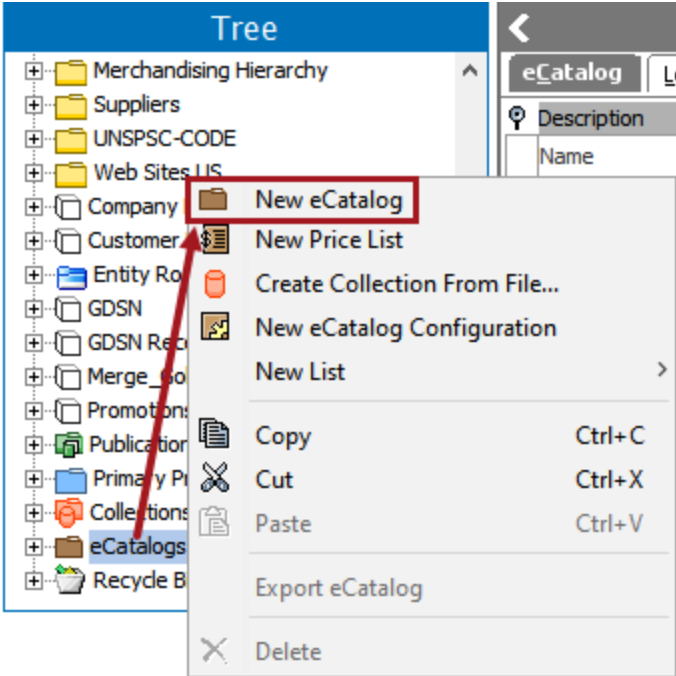 Tree
eCatalog
Merchandising Hierarchy
Suppliers
Description
UNSPSC-CODE
Name
Web Sites US
New eCatalog
Company
New Price List
Customer
Create Collection From File...
Entity Ro
GDSN
New eCatalog Configuration
GDSN Rec
New List
Merge_Go
Promotions
Copy Ctrl+C
Publication
Cut Ctrl+X
Primary Pr
Collections
Paste Ctrl+V
eCatalogs
Recycle B
Export eCatalog
Delete